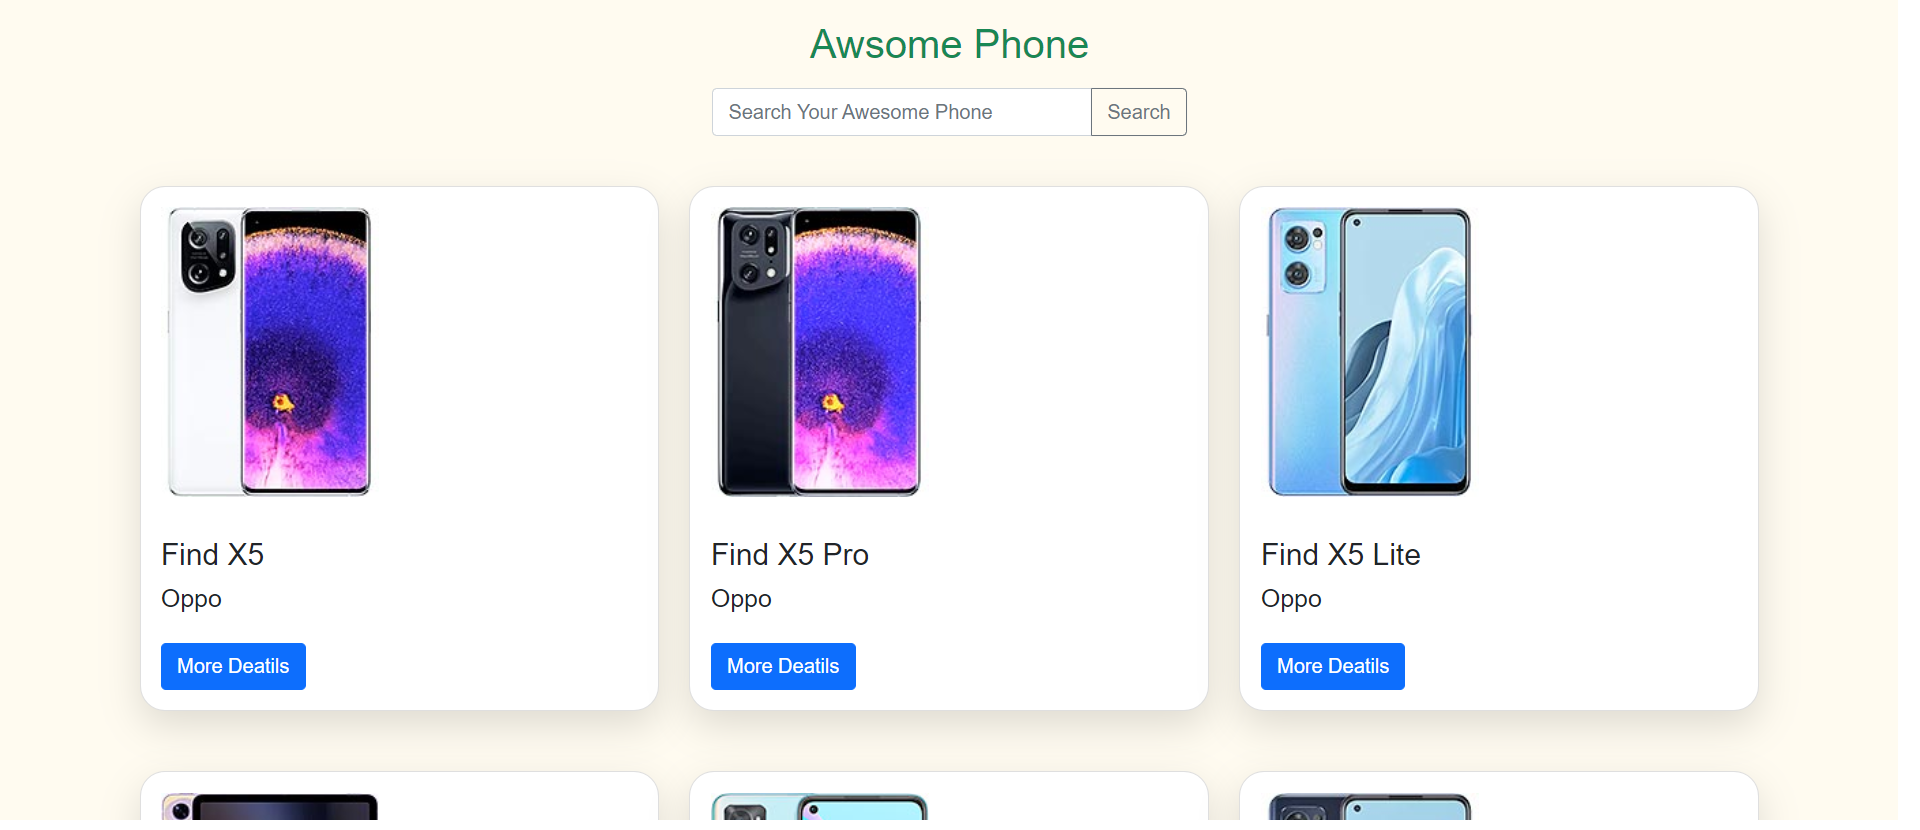 Awsome Phone
Search Your Awesome Phone
Search
Find X5
Oppo
More Deatils
Find X5 Pro
Oppo
More Deatils
Find X5 Lite
Oppo
More Deatils